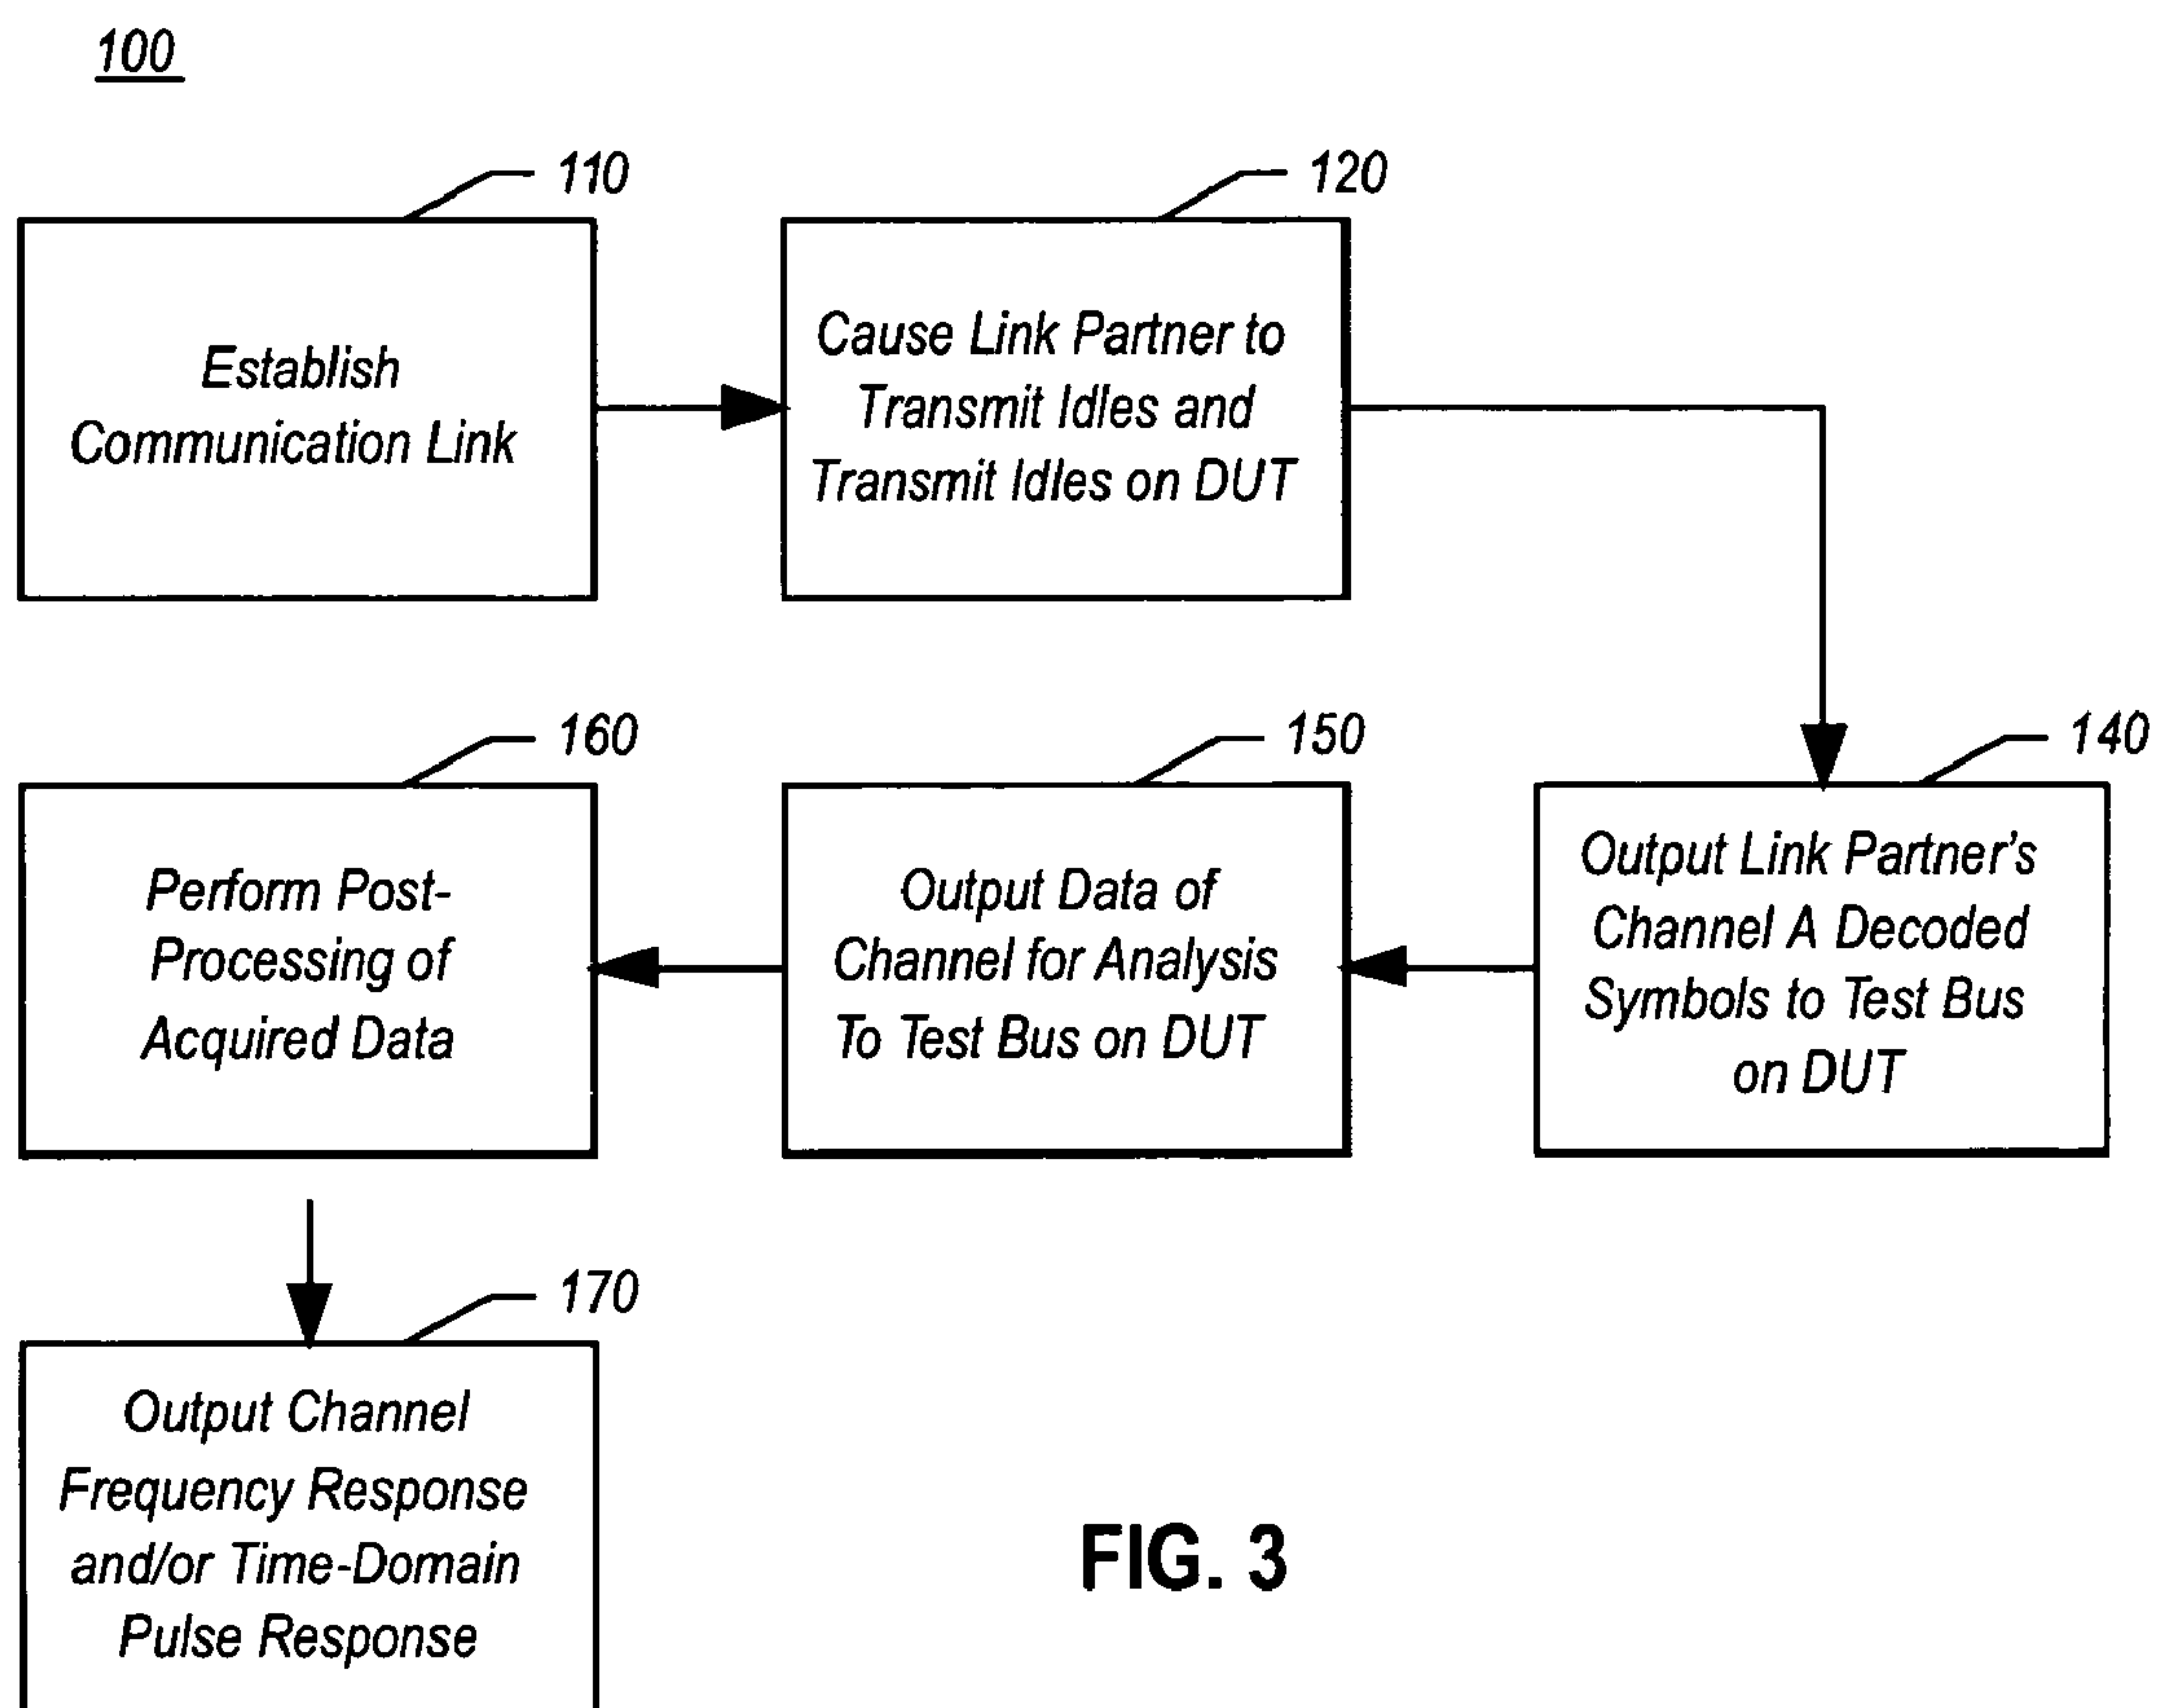 100
110
Establish
Communication Link
120
Cause Link Partner to
Transmit Idles and
Transmit Idles on DUT
140
Output Link Partner's
Channel A Decoded
Symbols to Test Bus
on DUT
150
Output Data of
Channel for Analysis
To Test Bus on DUT
160
Perform Post-
Processing of
Acquired Data
170
Output Channel
Frequency Response
and/or Time-Domain
Pulse Response
FIG. 3